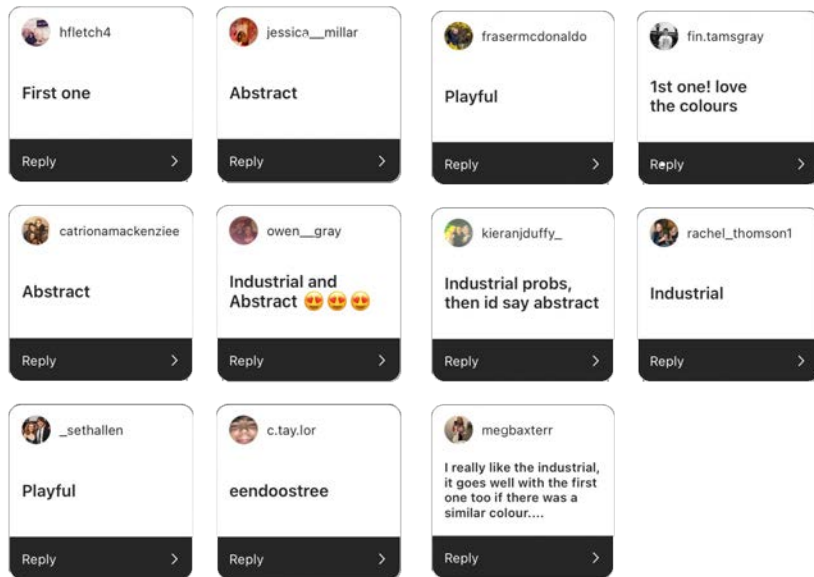 hfletch4
First one
Reply
jessica__millar
Abstract
Reply
frasermcdonaldo
Playful
Reply
fin.tamsgray
1st one! love
the colours
Reply
catrionamackenziee
Abstract
Reply
owen__gray
Industrial and
Abstract 😍😍😍
Reply
kieranjduffy_
Industrial probs,
then id say abstract
Reply
rachel_thomson1
Industrial
Reply
_sethallen
Playful
Reply
c.tay.lor
eendoostree
Reply
megbaxterr
I really like the industrial,
it goes well with the first
one too if there was a
similar colour....
Reply